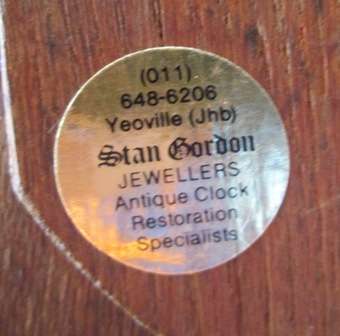 (011)
648-6206
Yeoville (Jhb)
Stan Gordon
JEWELLERS
Antique Clock
Restoration
Specialists